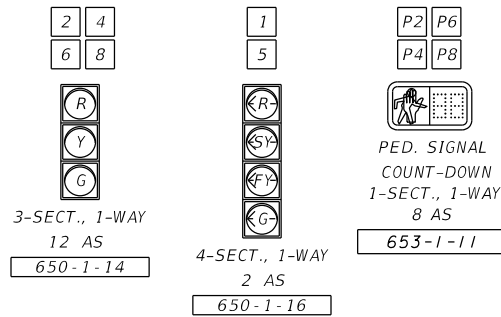 2 4
6 8
R
Y
G
3-SECT., 1-WAY
12 AS
650-1-14
1
5
R
SY
FY
G
4-SECT., 1-WAY
2 AS
650-1-16
P2 P6
P4 P8
PED. SIGNAL
COUNT-DOWN
1-SECT., 1-WAY
8 AS
653-1-11